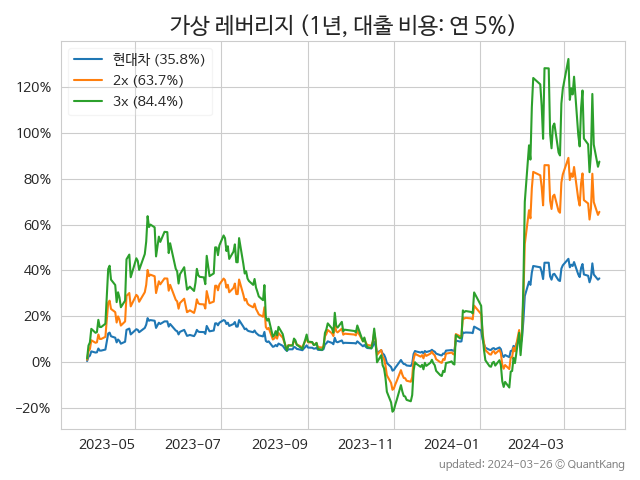 가상 레버리지 (1년, 대출 비용: 연 5%)
현대차 (35.8%)
2x (63.7%)
3x (84.4%)
120%
100%
80%
60%
40%
20%
0%
−20%
2023-05
2023-07
2023-09
2023-11
2024-01
2024-03
updated: 2024-03-26 © QuantKang